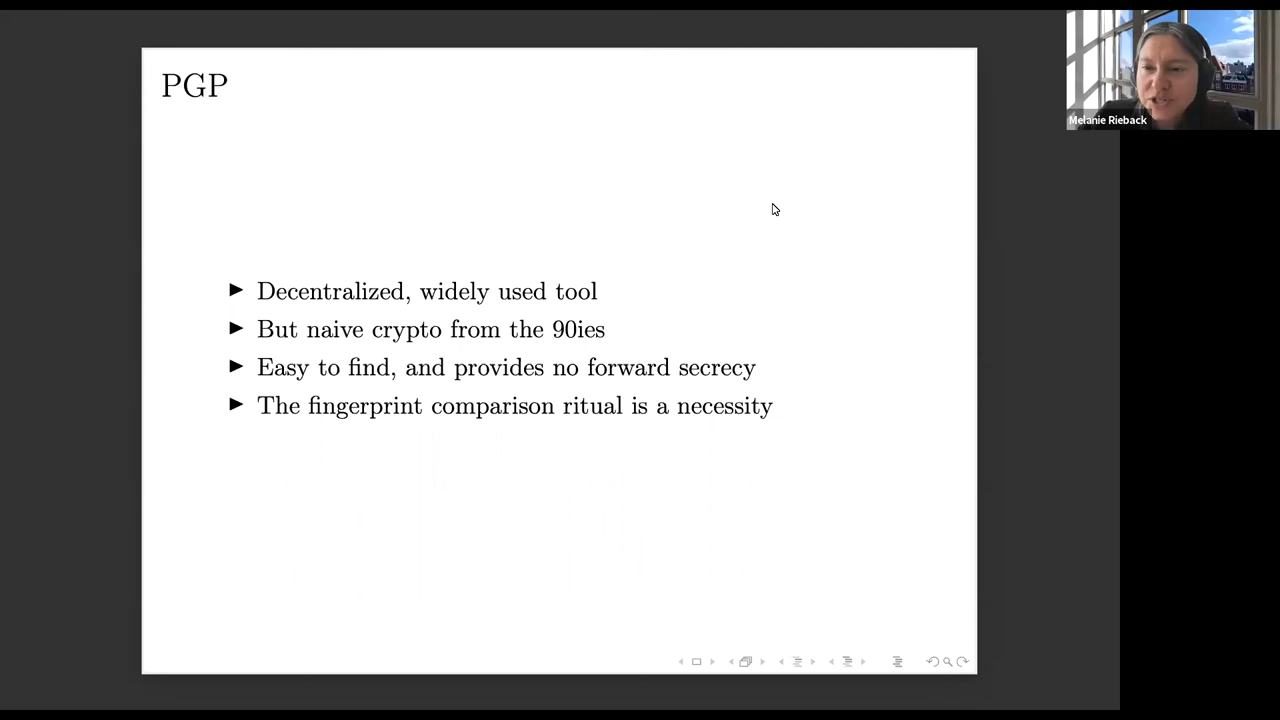 PGP
Melanie Rieback
Decentralized, widely used tool
But naive crypto from the 90ies
Easy to find, and provides no forward secrecy
The fingerprint comparison ritual is a necessity